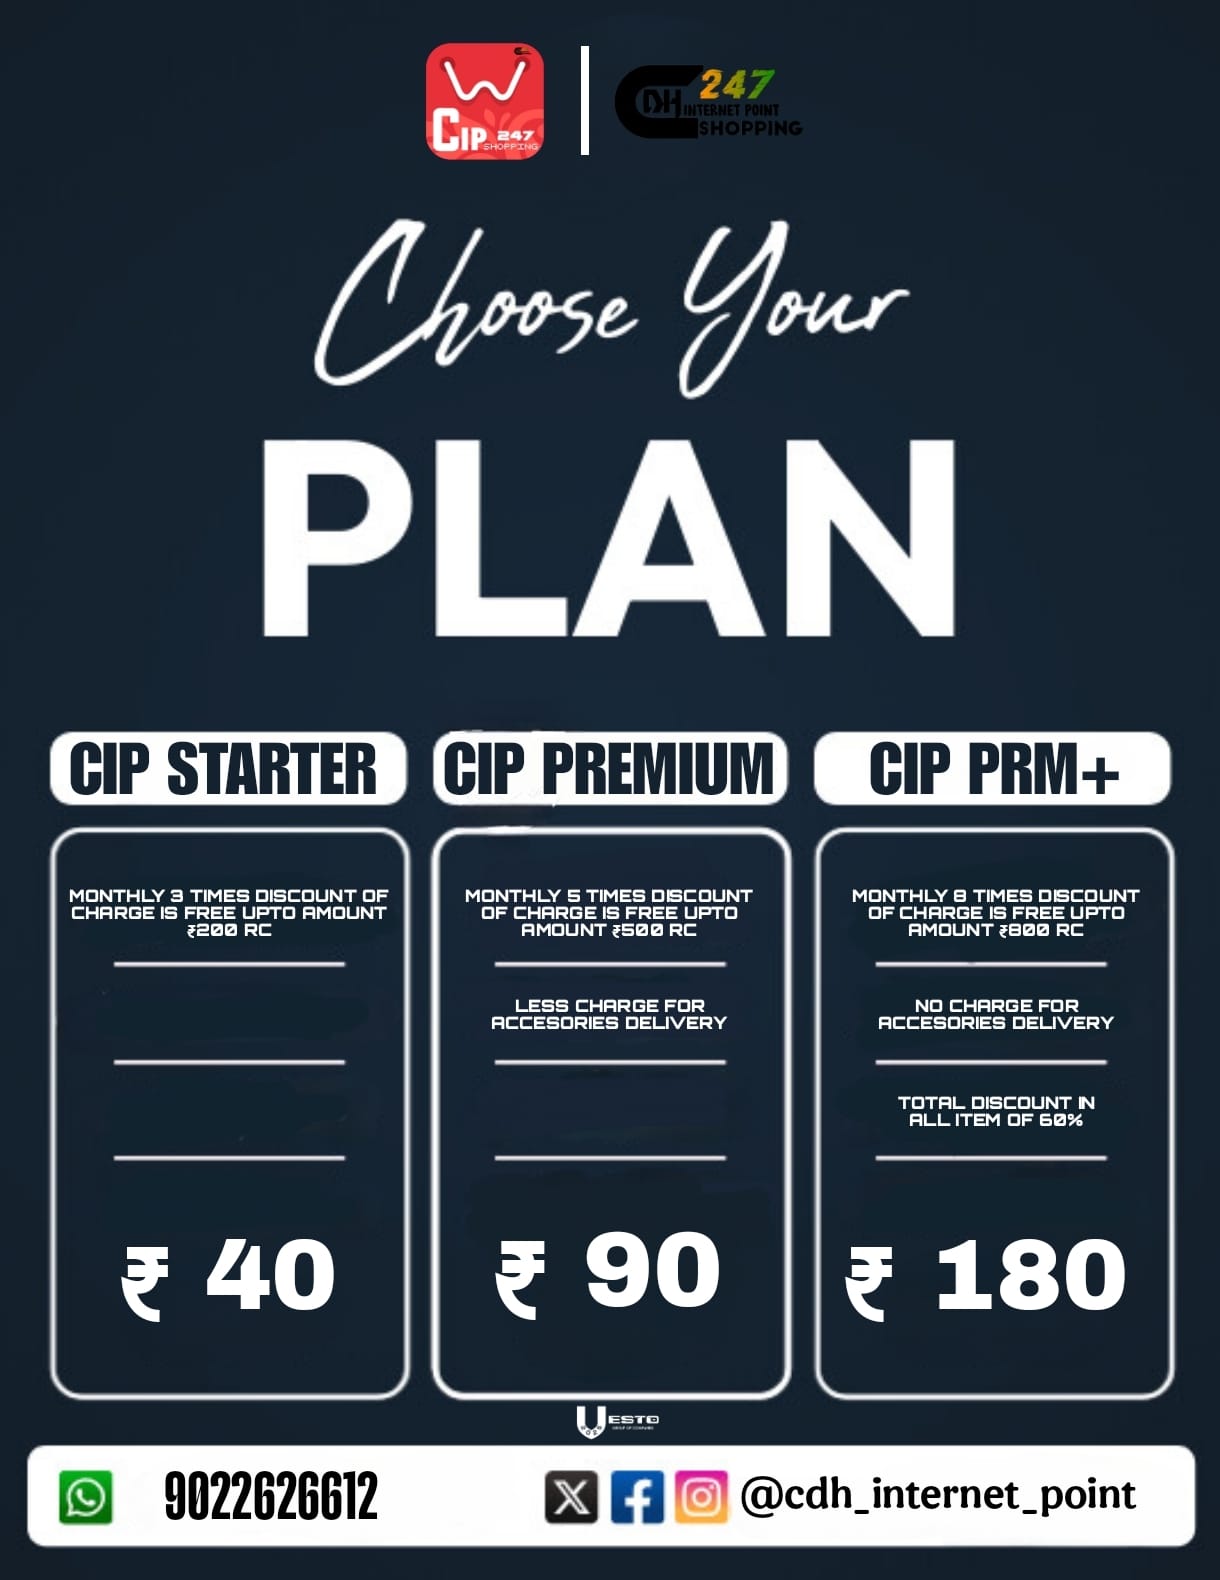 CIP 247
SHOPPING
CDH 247
INTERNET POINT
SHOPPING
Choose Your
PLAN
CIP STARTER
MONTHLY 3 TIMES DISCOUNT OF
CHARGE IS FREE UPTO AMOUNT
₹200 RC
₹ 40
CIP PREMIUM
MONTHLY 5 TIMES DISCOUNT
OF CHARGE IS FREE UPTO
AMOUNT ₹500 RC
LESS CHARGE FOR
ACCESORIES DELIVERY
₹ 90
CIP PRM+
MONTHLY 8 TIMES DISCOUNT
OF CHARGE IS FREE UPTO
AMOUNT ₹800 RC
NO CHARGE FOR
ACCESORIES DELIVERY
TOTAL DISCOUNT IN
ALL ITEM OF 60%
₹ 180
UESTO
9022626612
@cdh_internet_point